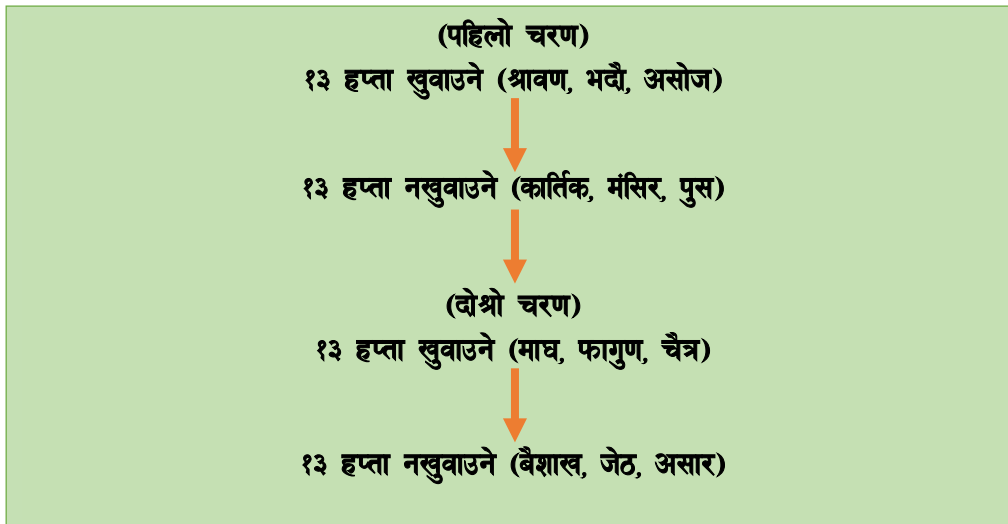 (पहिलो चरण)
१३ हप्ता खुवाउने (श्रावण, भदौ, असोज)
१३ हप्ता नखुवाउने (कार्तिक, मंसिर, पुस)
(दोश्रो चरण)
१३ हप्ता खुवाउने (माघ, फागुण, चैत्र)
१३ हप्ता नखुवाउने (बैशाख, जेठ, असार)